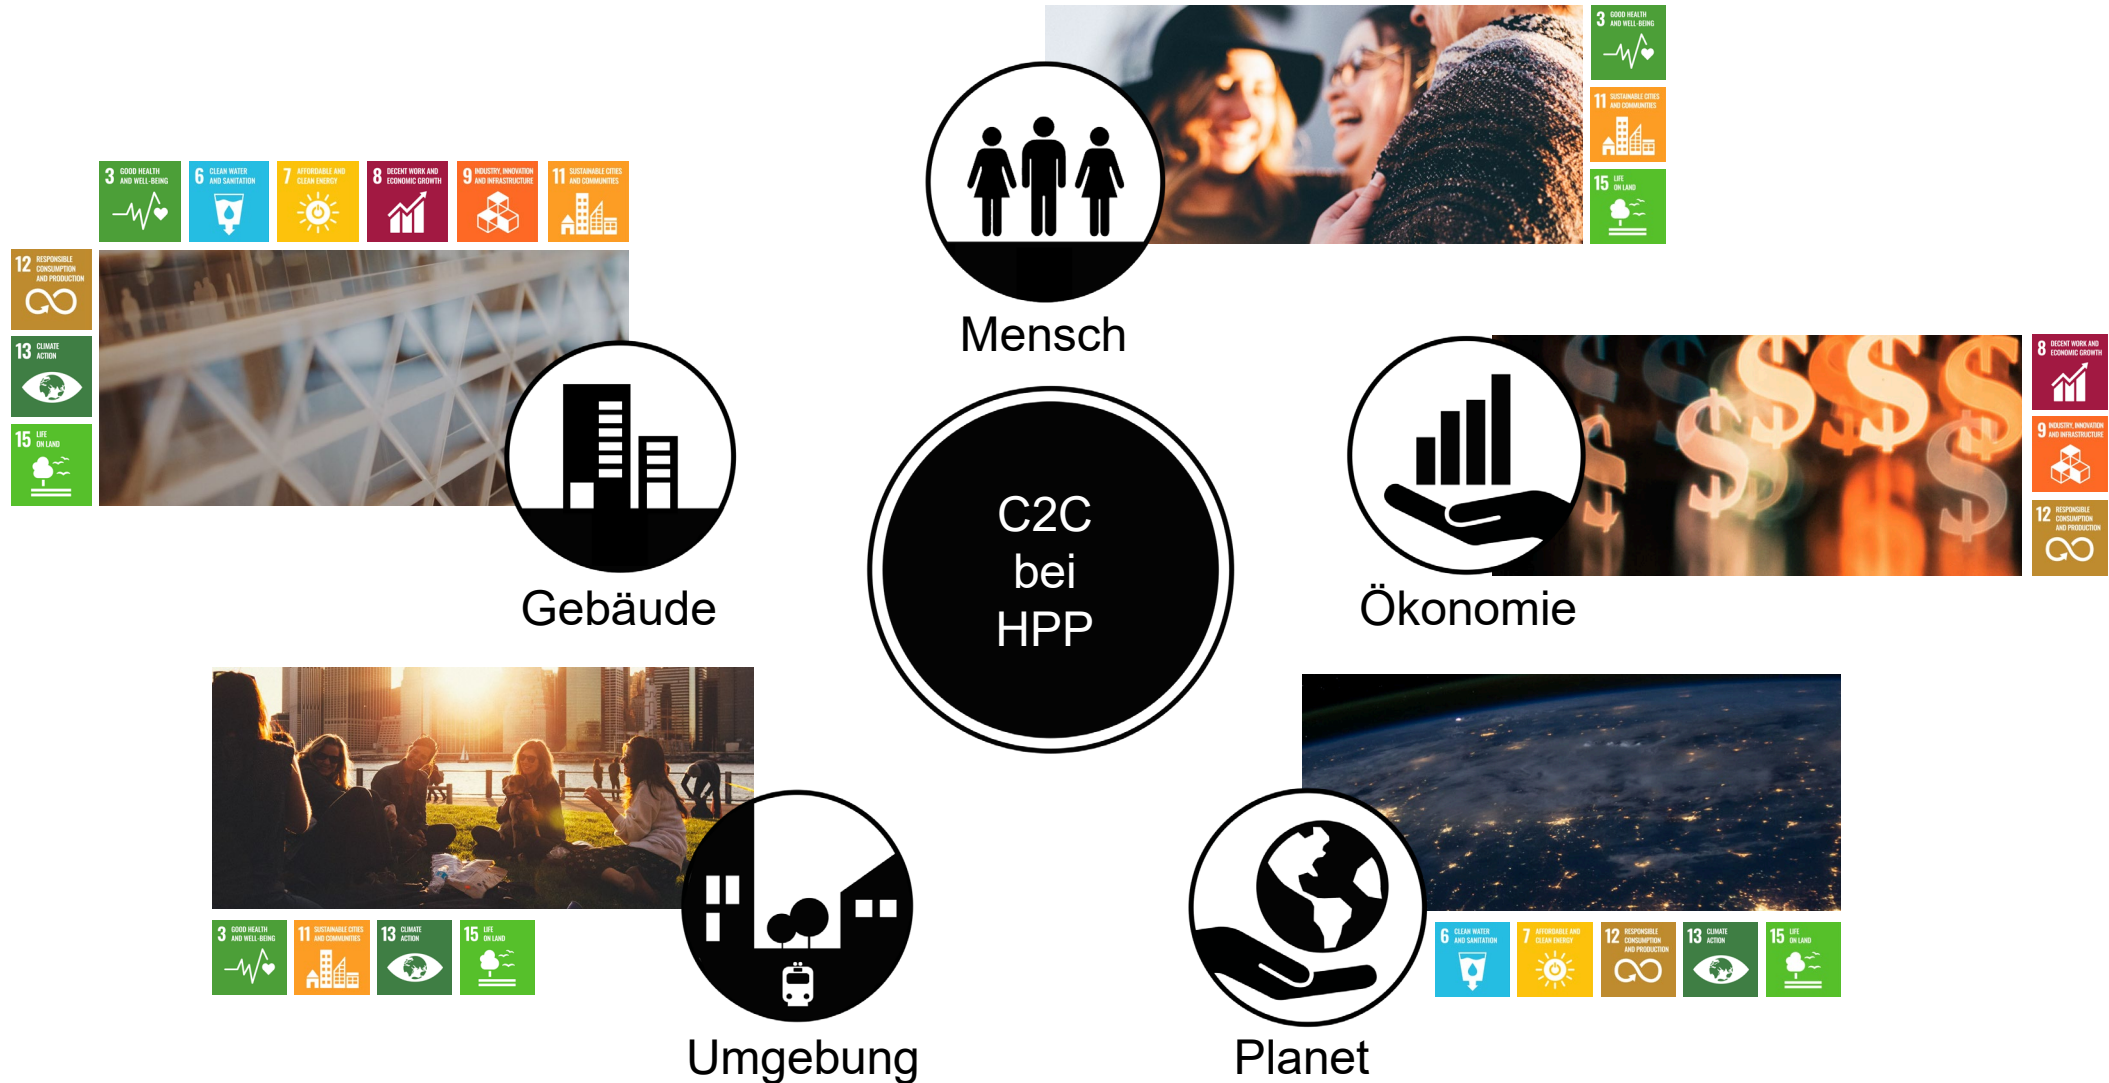 3 GOOD HEALTH
AND WELL-BEING
11 SUSTAINABLE CITIES
AND COMMUNITIES
15 LIFE
ON LAND
Mensch
3 GOOD HEALTH
AND WELL-BEING
6 CLEAN WATER
AND SANITATION
7 AFFORDABLE AND
CLEAN ENERGY
8 DECENT WORK AND
ECONOMIC GROWTH
9 INDUSTRY, INNOVATION
AND INFRASTRUCTURE
11 SUSTAINABLE CITIES
AND COMMUNITIES
12 RESPONSIBLE
CONSUMPTION
AND PRODUCTION
13 CLIMATE
ACTION
15 LIFE
ON LAND
Gebäude
C2C
bei
HPP
8 DECENT WORK AND
ECONOMIC GROWTH
9 INDUSTRY, INNOVATION
AND INFRASTRUCTURE
12 RESPONSIBLE
CONSUMPTION
AND PRODUCTION
Ökonomie
3 GOOD HEALTH
AND WELL-BEING
11 SUSTAINABLE CITIES
AND COMMUNITIES
13 CLIMATE
ACTION
15 LIFE
ON LAND
Umgebung
6 CLEAN WATER
AND SANITATION
7 AFFORDABLE AND
CLEAN ENERGY
12 RESPONSIBLE
CONSUMPTION
AND PRODUCTION
13 CLIMATE
ACTION
15 LIFE
ON LAND
Planet